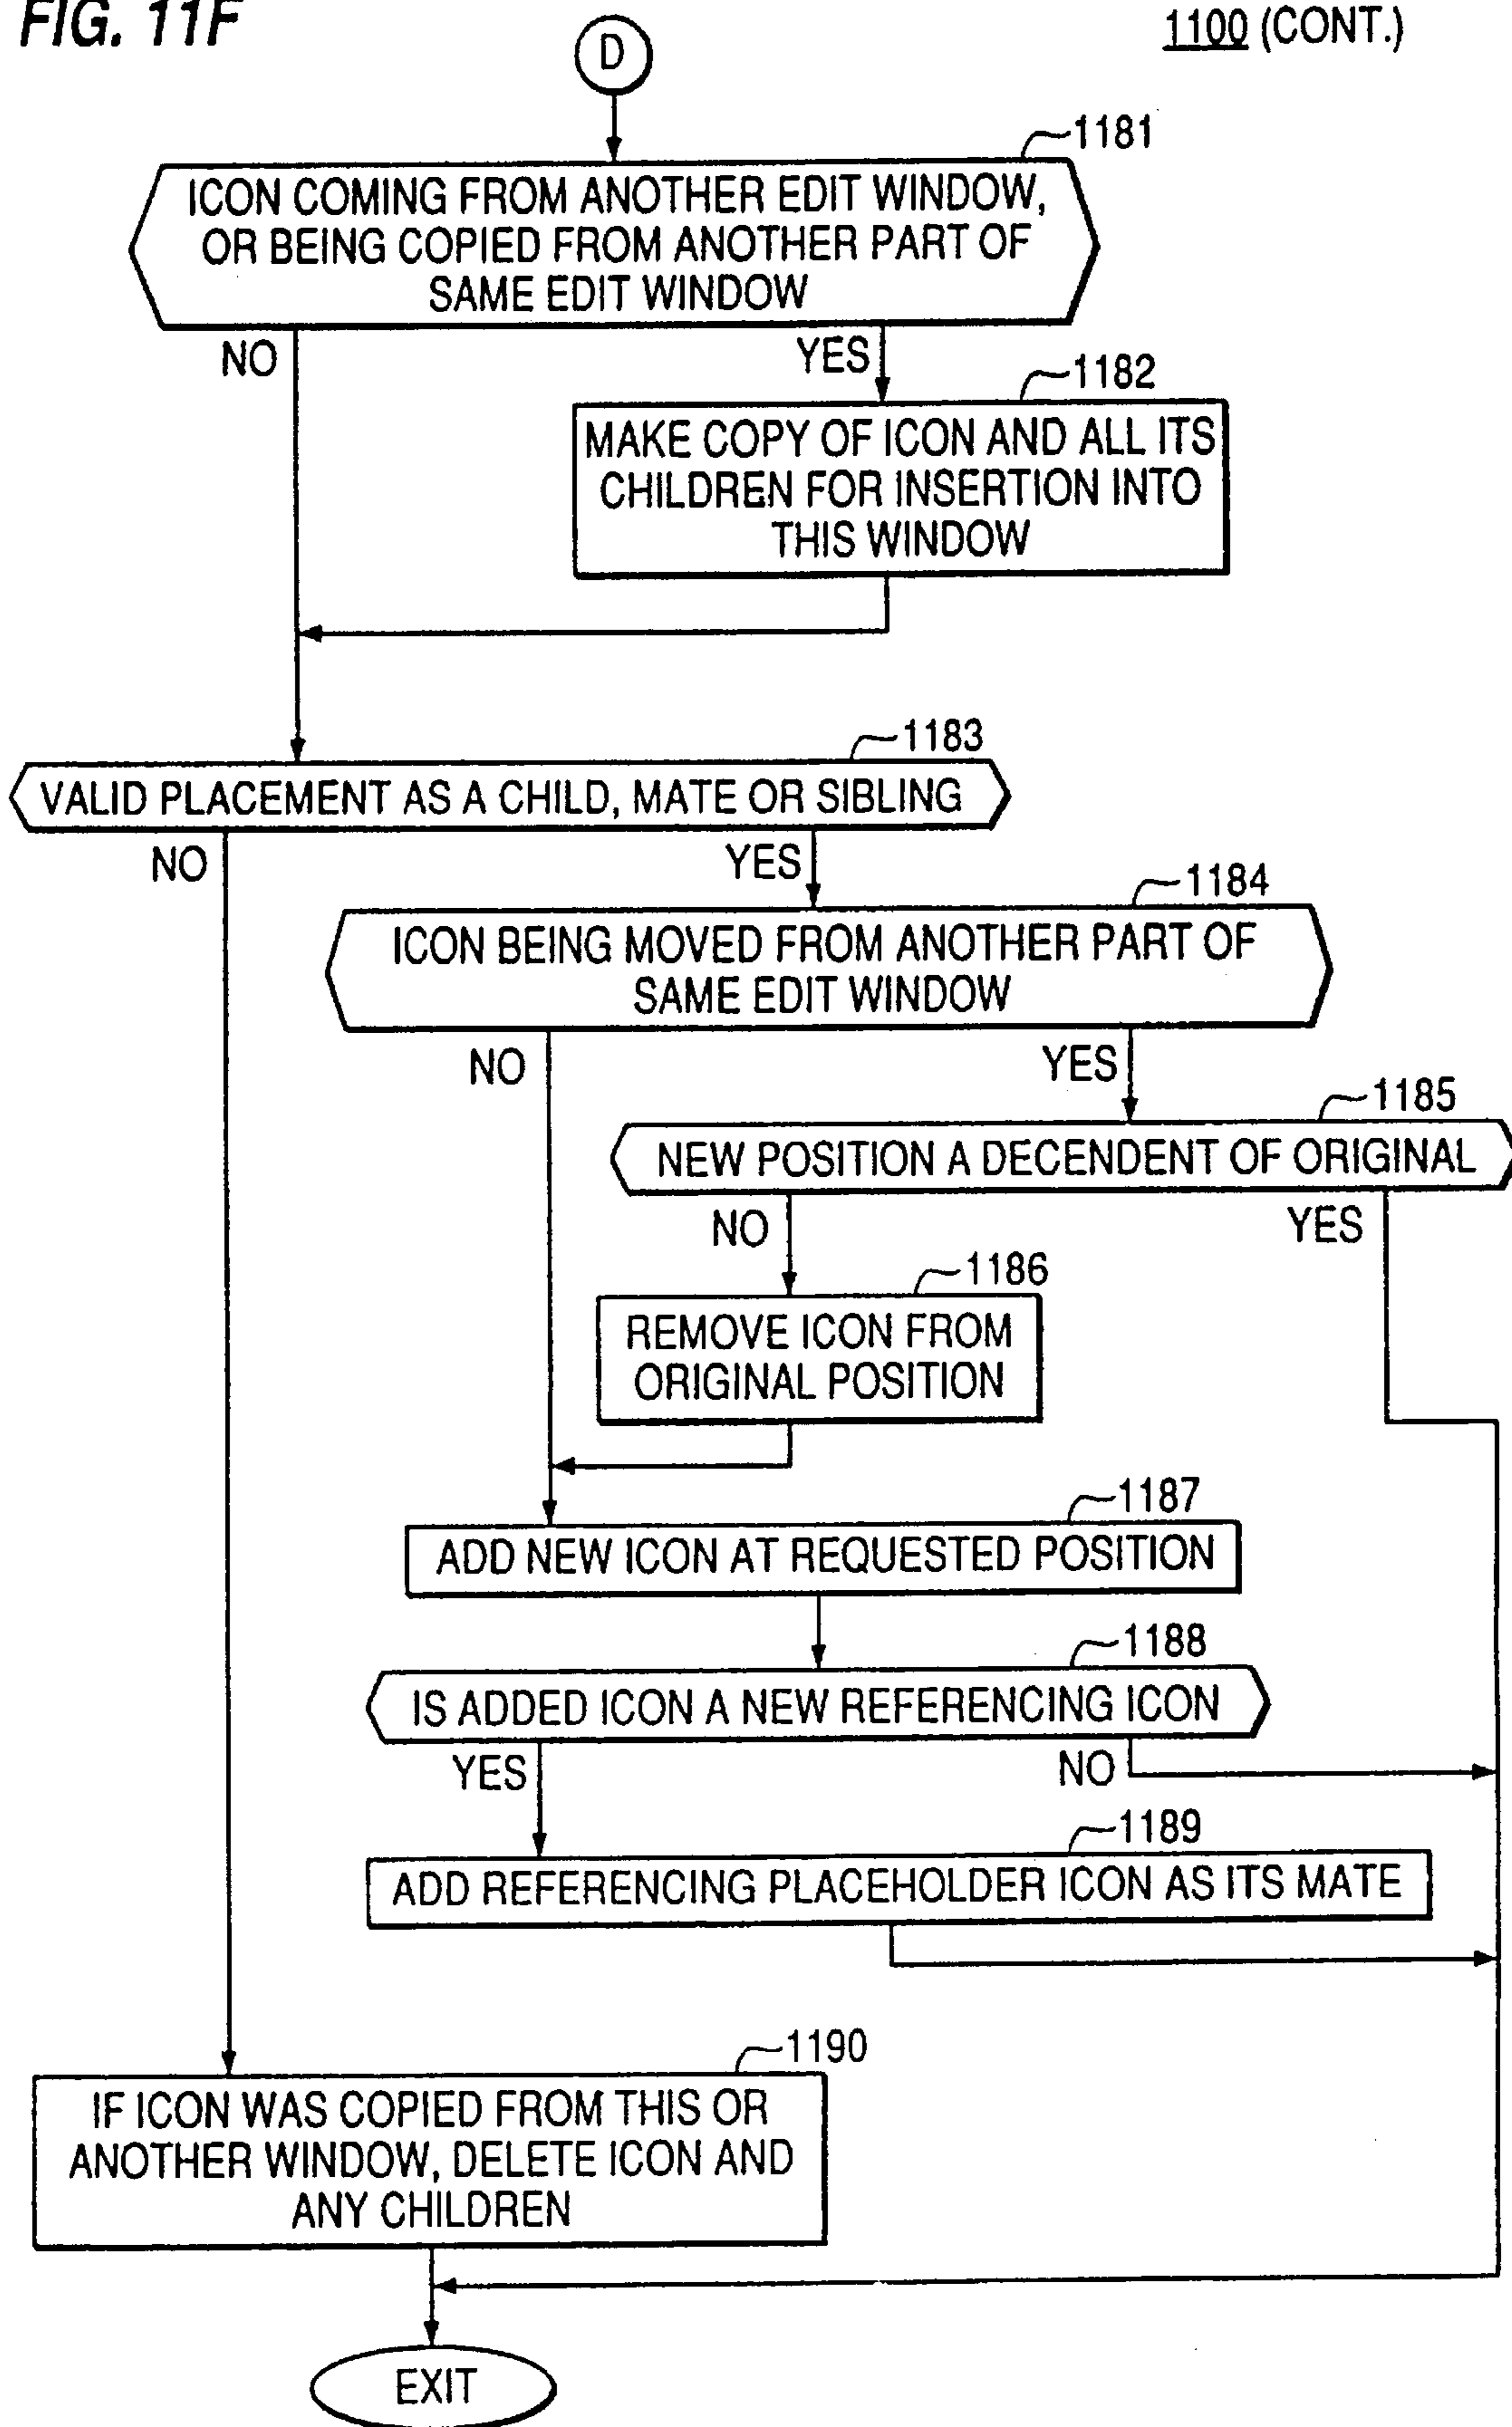 FIG. 11F
1100 (CONT.)
D
1181
ICON COMING FROM ANOTHER EDIT WINDOW,
OR BEING COPIED FROM ANOTHER PART OF
SAME EDIT WINDOW
NO
YES
1182
MAKE COPY OF ICON AND ALL ITS
CHILDREN FOR INSERTION INTO
THIS WINDOW
1183
VALID PLACEMENT AS A CHILD, MATE OR SIBLING
NO
YES
1184
ICON BEING MOVED FROM ANOTHER PART OF
SAME EDIT WINDOW
NO
YES
1185
NEW POSITION A DECENDENT OF ORIGINAL
NO
YES
1186
REMOVE ICON FROM
ORIGINAL POSITION
1187
ADD NEW ICON AT REQUESTED POSITION
1188
IS ADDED ICON A NEW REFERENCING ICON
YES
NO
1189
ADD REFERENCING PLACEHOLDER ICON AS ITS MATE
1190
IF ICON WAS COPIED FROM THIS OR
ANOTHER WINDOW, DELETE ICON AND
ANY CHILDREN
EXIT